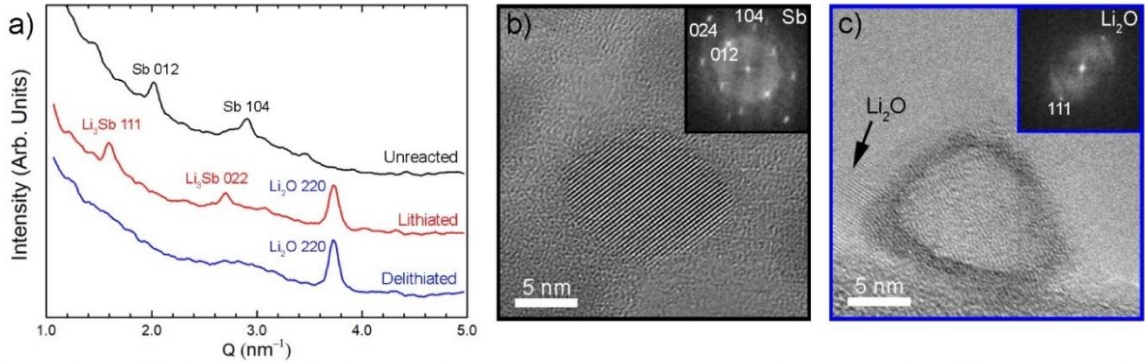 a)
Intensity (Arb. Units)
Sb 012
Sb 104
Unreacted
Li₃Sb 111
Li₃Sb 022
Li₂O 220
Lithiated
Li₂O 220
Delithiated
1.0 2.0 3.0 4.0 5.0
Q (nm⁻¹)
b)
104 Sb
024
012
5 nm
c)
Li₂O
111
Li₂O
5 nm